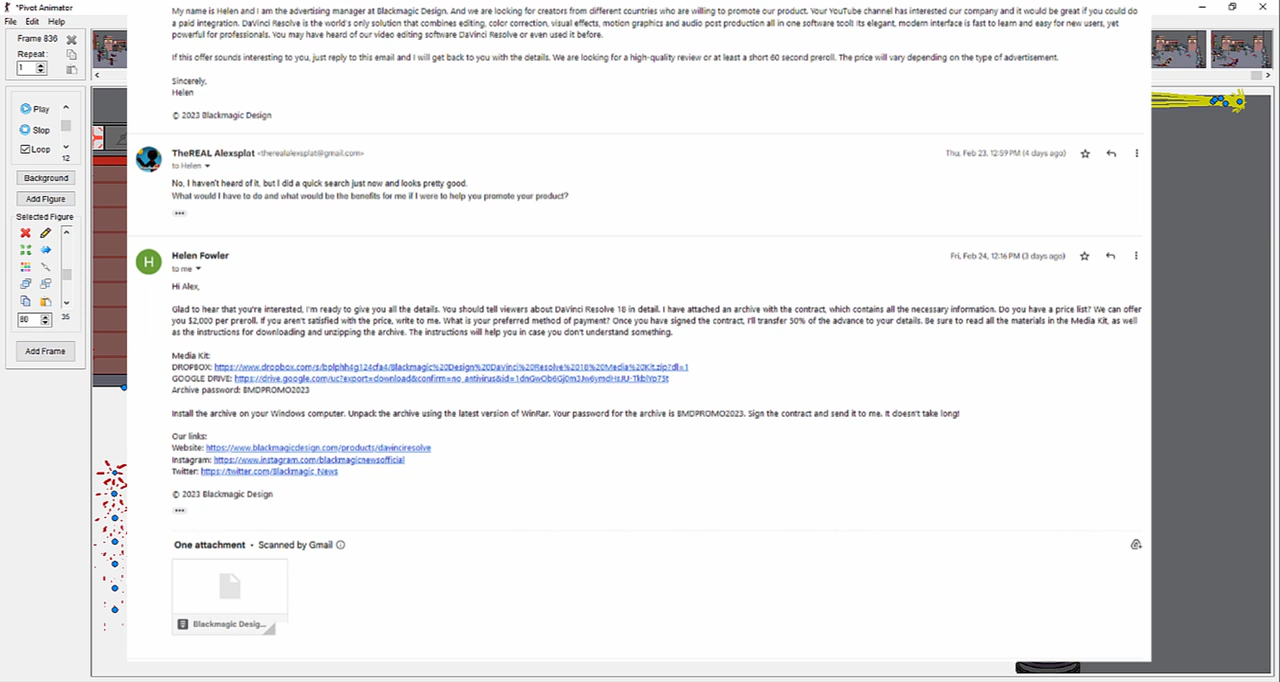 *Pivot Animator
File Edit Help
Frame 836
Repeat:
1
Play
Stop
Loop
12
Background
Add Figure
Selected Figure
80
35
Add Frame
My name is Helen and I am the advertising manager at Blackmagic Design. And we are looking for creators from different countries who are willing to promote our product. Your YouTube channel has interested our company and it would be great if you could do
a paid integration. DaVinci Resolve is the world's only solution that combines editing, color correction, visual effects, motion graphics and audio post production all in one software tool! Its elegant, modern interface is fast to learn and easy for new users, yet
powerful for professionals. You may have heard of our video editing software DaVinci Resolve or even used it before.
If this offer sounds interesting to you, just reply to this email and I will get back to you with the details. We are looking for a high-quality review or at least a short 60 second preroll. The price will vary depending on the type of advertisement.
Sincerely,
Helen
© 2023 Blackmagic Design
TheREAL Alexsplat <therealalexsplat@gmail.com> Thu, Feb 23, 12:59 PM (4 days ago)
to Helen
No, I haven't heard of it, but I did a quick search just now and looks pretty good.
What would I have to do and what would be the benefits for me if I were to help you promote your product?
Helen Fowler Fri, Feb 24, 12:16 PM (3 days ago)
H
to me
Hi Alex,
Glad to hear that you're interested, I'm ready to give you all the details. You should tell viewers about DaVinci Resolve 18 in detail. I have attached an archive with the contract, which contains all the necessary information. Do you have a price list? We can offer
you $2,000 per preroll. If you aren't satisfied with the price, write to me. What is your preferred method of payment? Once you have signed the contract, I'll transfer 50% of the advance to your details. Be sure to read all the materials in the Media Kit, as well
as the instructions for downloading and unzipping the archive. The instructions will help you in case you don't understand something.
Media Kit:
DROPBOX:
GOOGLE DRIVE:
Archive password: BMDPROMO2023
Install the archive on your Windows computer. Unpack the archive using the latest version of WinRar. Your password for the archive is BMDPROMO2023. Sign the contract and send it to me. It doesn't take long!
Our links:
Website: https://www.blackmagicdesign.com/products/davinciresolve
Instagram: https://www.instagram.com/blackmagicnewsofficial
Twitter: https://twitter.com/Blackmagic_News
© 2023 Blackmagic Design
One attachment • Scanned by Gmail
Blackmagic Desig...